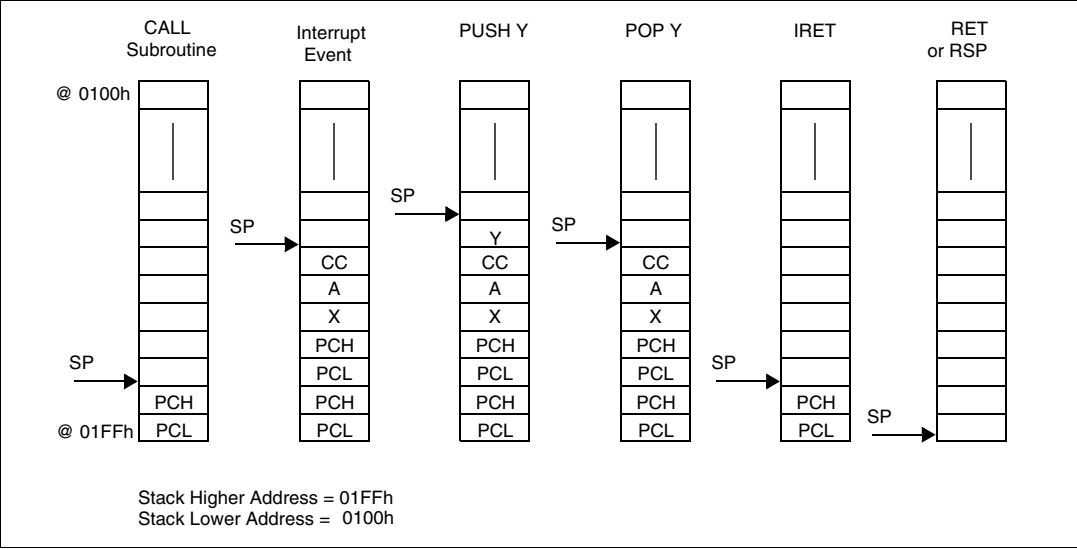 CALL
Subroutine
Interrupt
Event
PUSH Y
POP Y
IRET
RET
or RSP
@ 0100h
SP
SP
SP
Y
CC
CC
CC
A
A
A
X
X
X
PCH
PCH
PCH
SP
PCL
PCL
PCL
SP
PCH
PCH
PCH
PCH
PCH
SP
@ 01FFh
PCL
PCL
PCL
PCL
PCL
Stack Higher Address = 01FFh
Stack Lower Address = 0100h